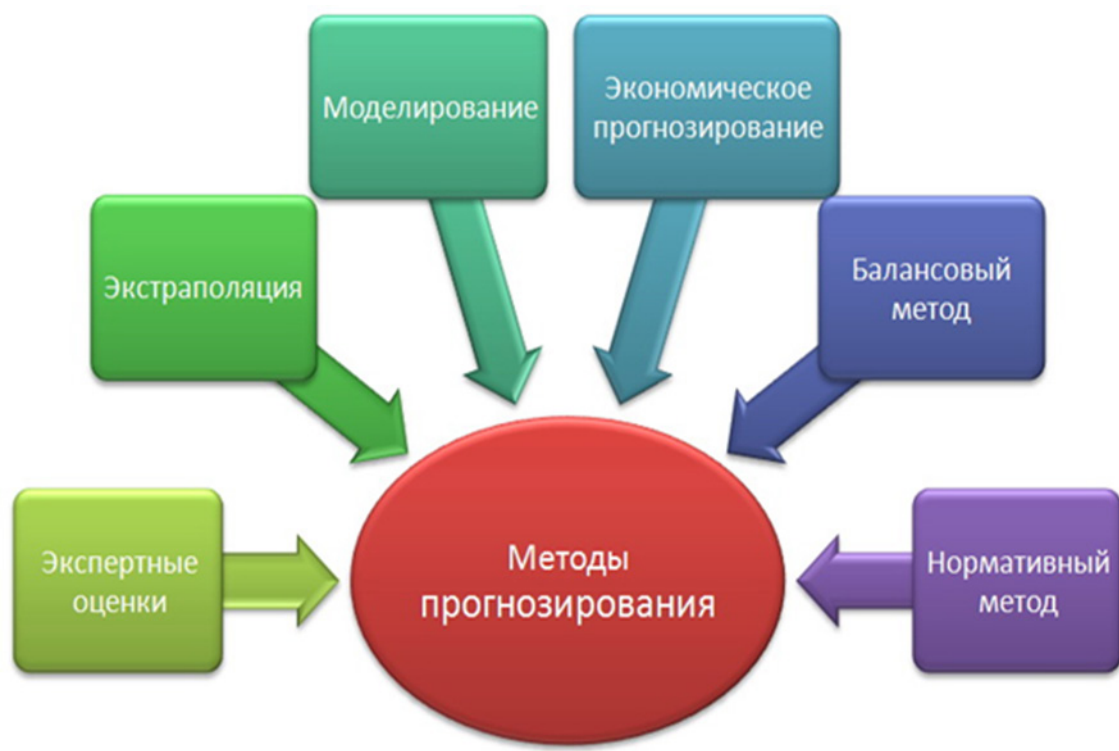 Моделирование
Экономическое
прогнозирование
Экстраполяция
Балансовый
метод
Экспертные
оценки
Методы
прогнозирования
Нормативный
метод